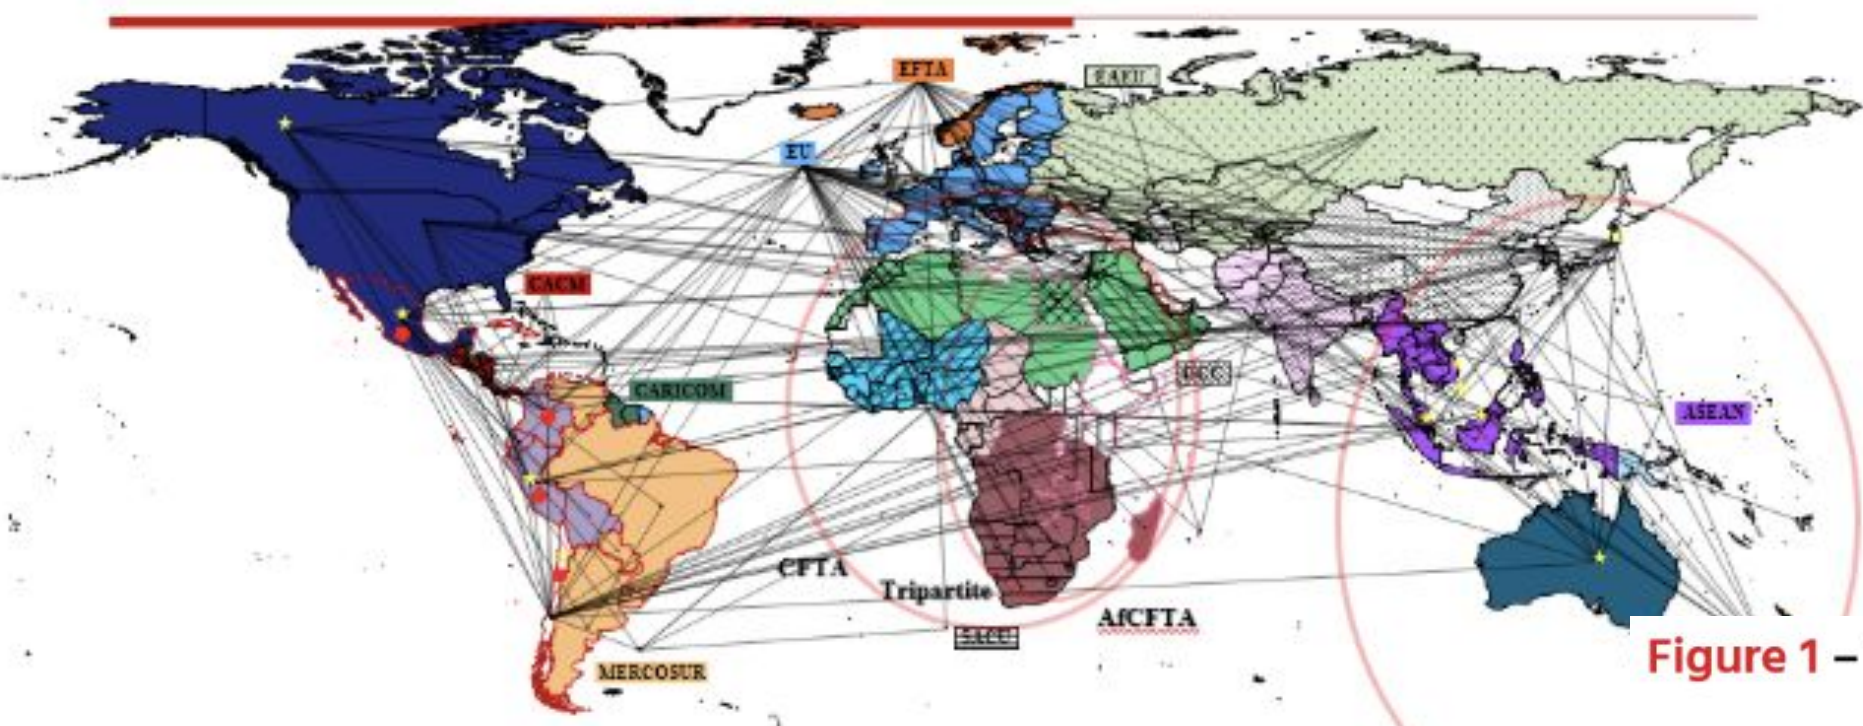 EFTA
EAEU
EU
CACM
CARICOM
GCC
ASEAN
CFTA
Tripartite
AfCFTA
SACU
MERCOSUR
Figure 1 –